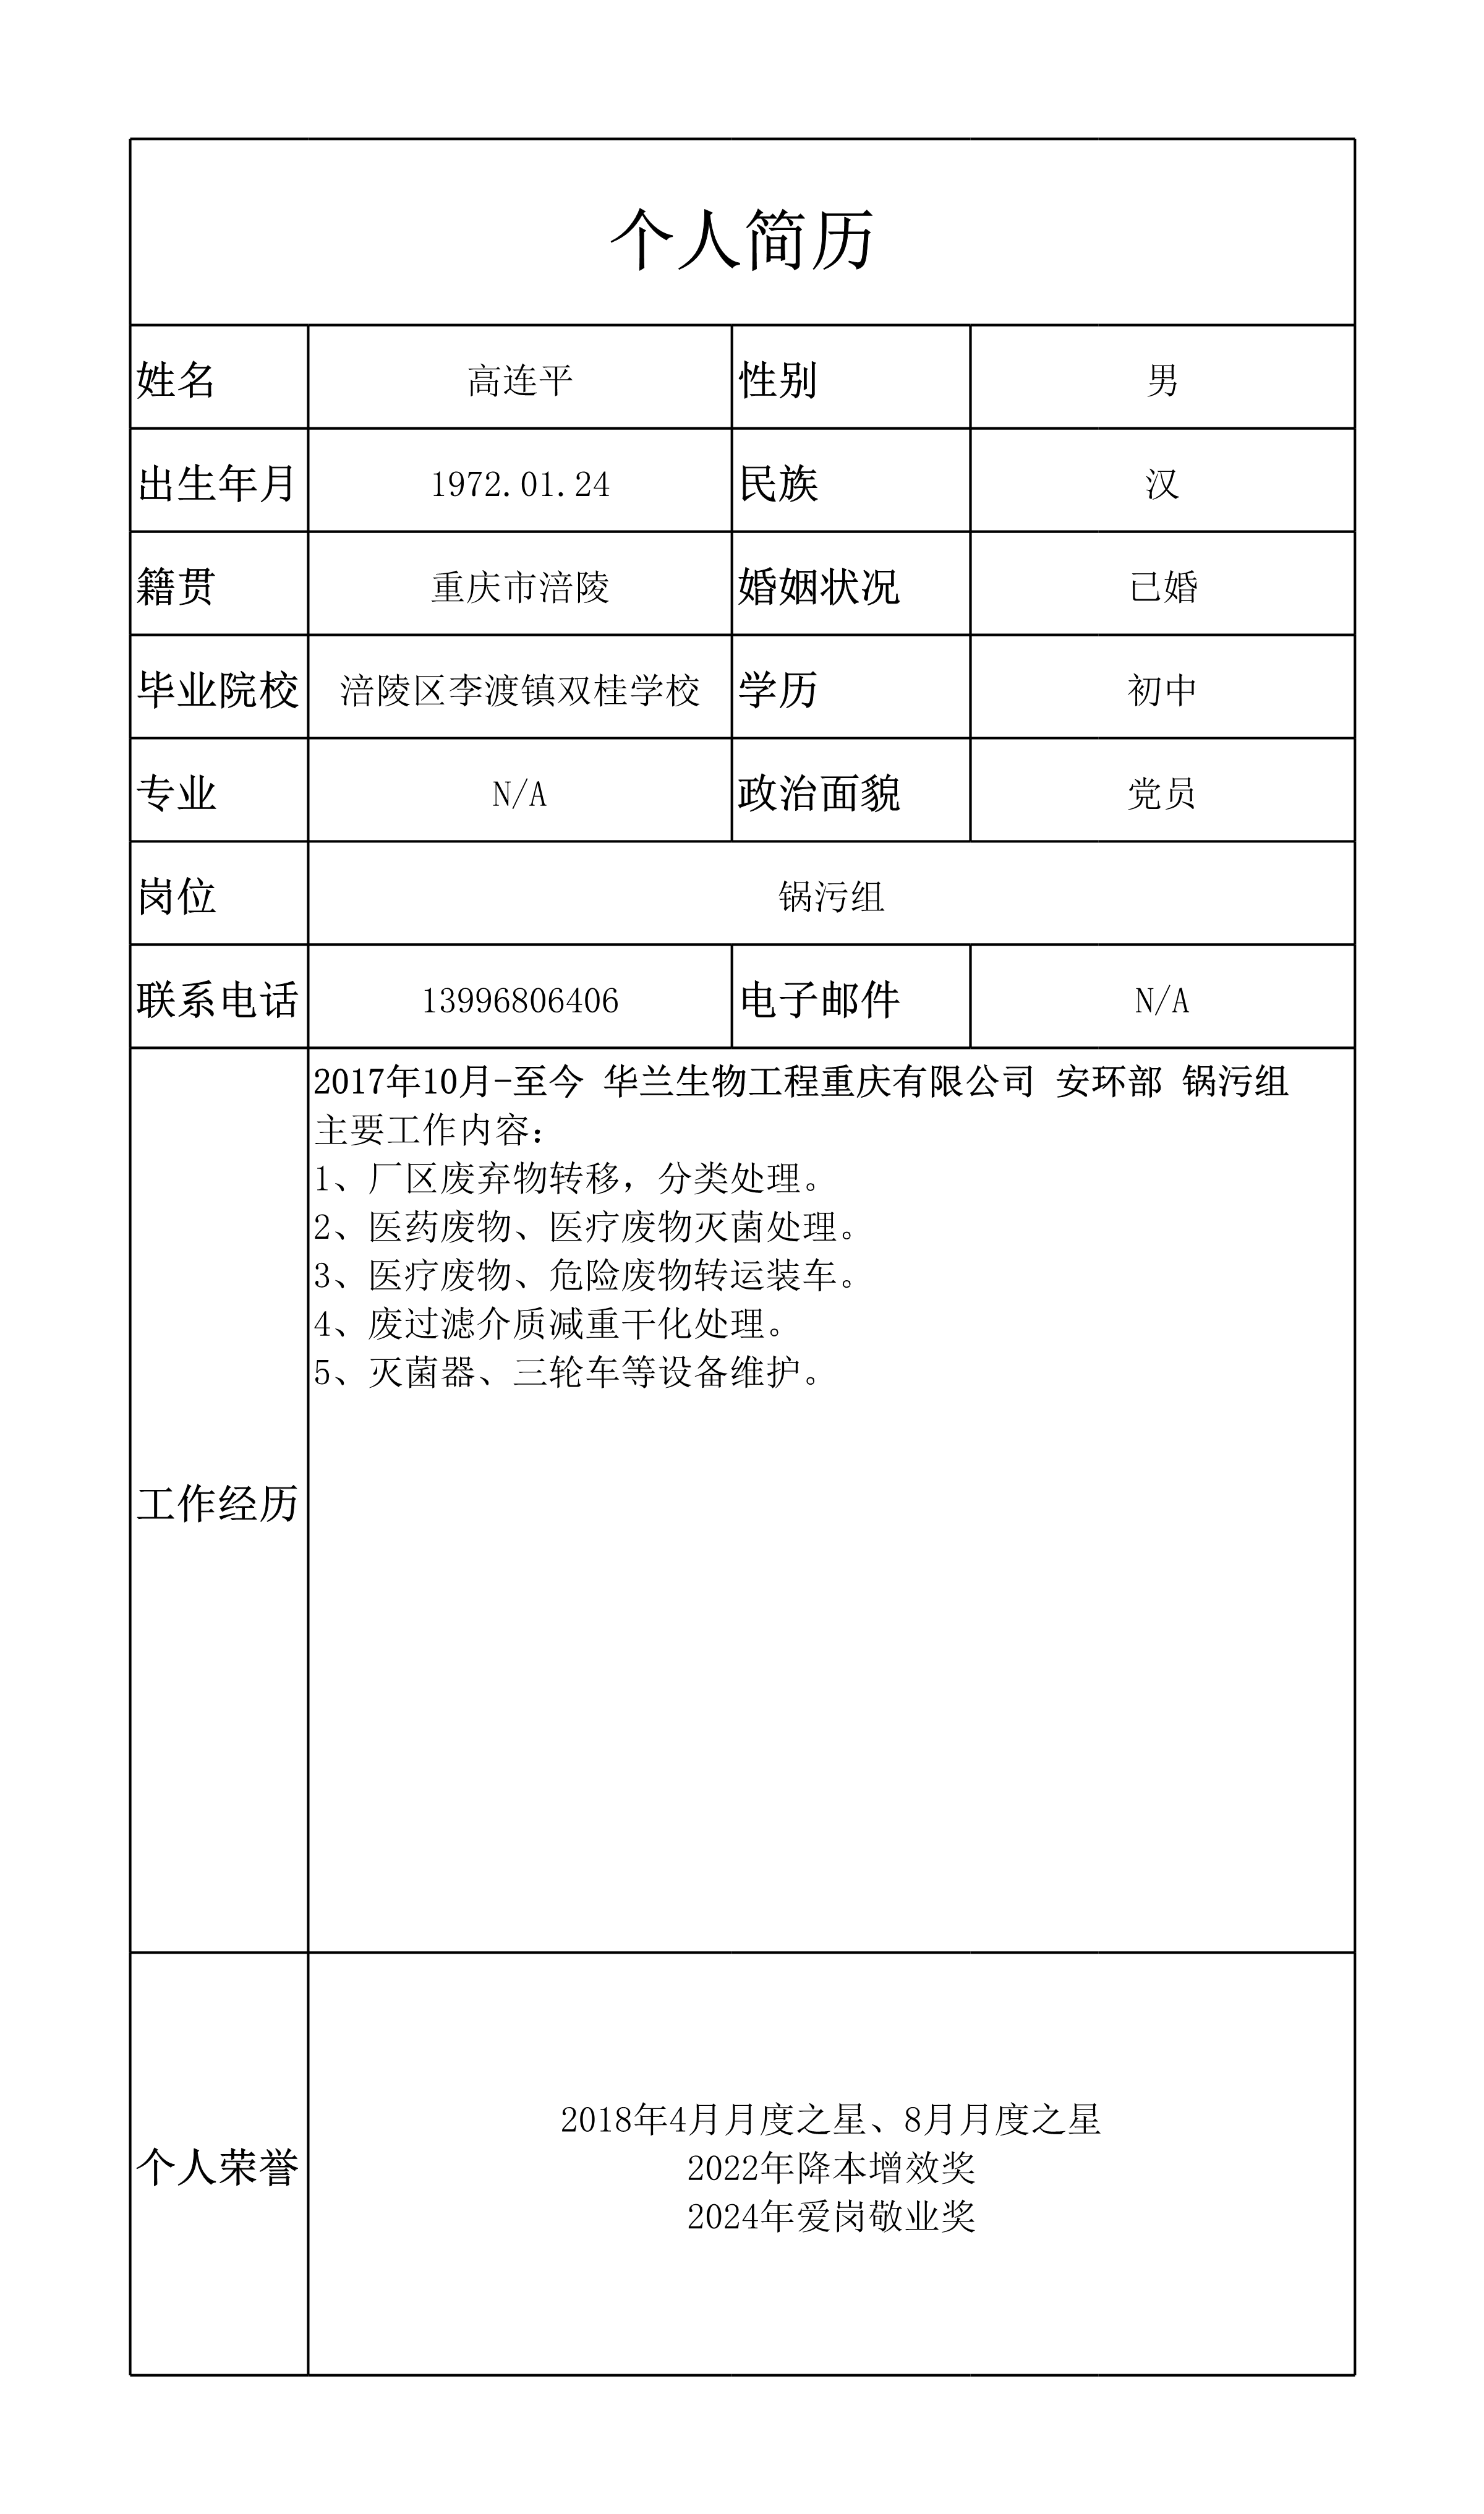 个人简历
姓名 高连平 性别 男
出生年月 1972.01.24 民族 汉
籍贯 重庆市涪陵 婚姻状况 已婚
毕业院校 涪陵区李渡镇双桂学校 学历 初中
专业 N/A 政治面貌 党员
岗位 锅污组
联系电话 13996806406 电子邮件 N/A
工作经历
2017年10月-至今 华兰生物工程重庆有限公司 安环部 锅污组
主要工作内容：
1、厂区废弃物转移，分类处理。
2、医药废物、医疗废物灭菌处理。
3、医疗废物、危险废物转运装车。
4、废过滤介质减重干化处理。
5、灭菌器、三轮车等设备维护。
个人荣誉
2018年4月月度之星、8月月度之星
2022年降本增效奖
2024年爱岗敬业奖